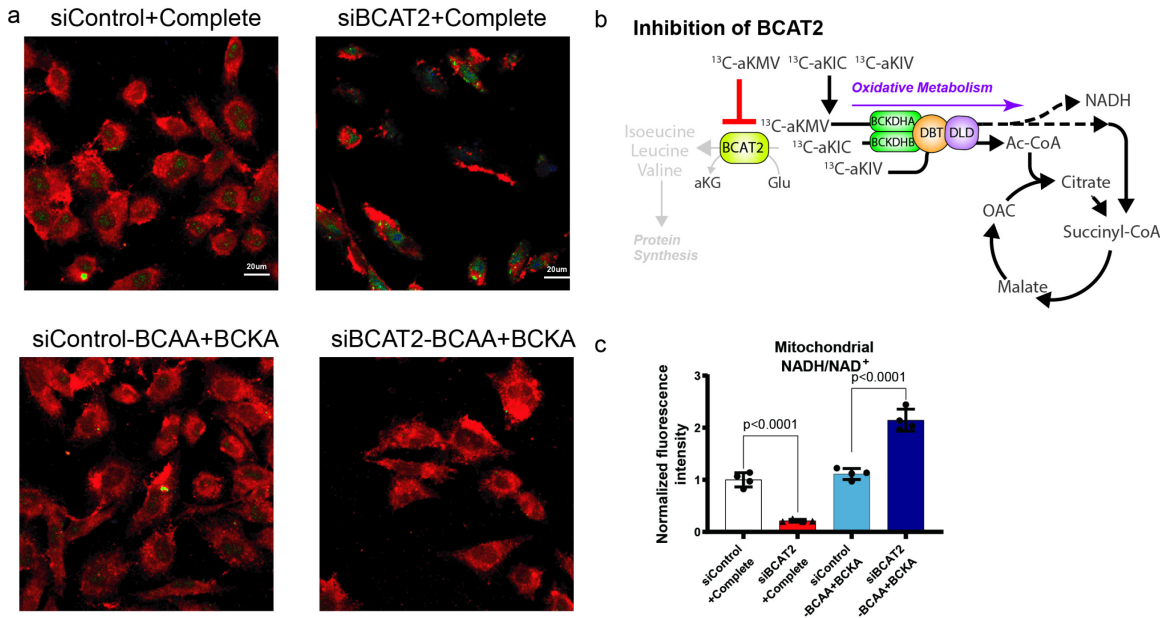 a
siControl+Complete
siBCAT2+Complete
20um
20um
siControl-BCAA+BCKA
siBCAT2-BCAA+BCKA
b
Inhibition of BCAT2
¹³C-aKMV ¹³C-aKIC ¹³C-aKIV
Oxidative Metabolism
NADH
¹³C-aKMV
BCKDHA
BCKDHB
DBT
DLD
Isoeucine
Leucine
Valine
BCAT2
¹³C-aKIC
Ac-CoA
¹³C-aKIV
aKG
Glu
Citrate
OAC
Succinyl-CoA
Protein
Synthesis
Malate
c
Mitochondrial
NADH/NAD⁺
p<0.0001
p<0.0001
Normalized fluorescence
intensity
3
2
1
0
siControl
+Complete
siBCAT2
+Complete
siControl
-BCAA+BCKA
siBCAT2
-BCAA+BCKA